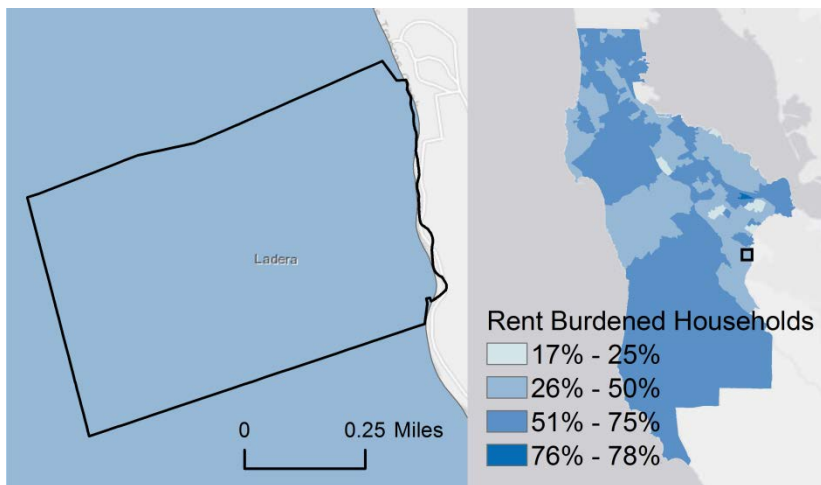 Ladera
0 0.25 Miles
Rent Burdened Households
17% - 25%
26% - 50%
51% - 75%
76% - 78%